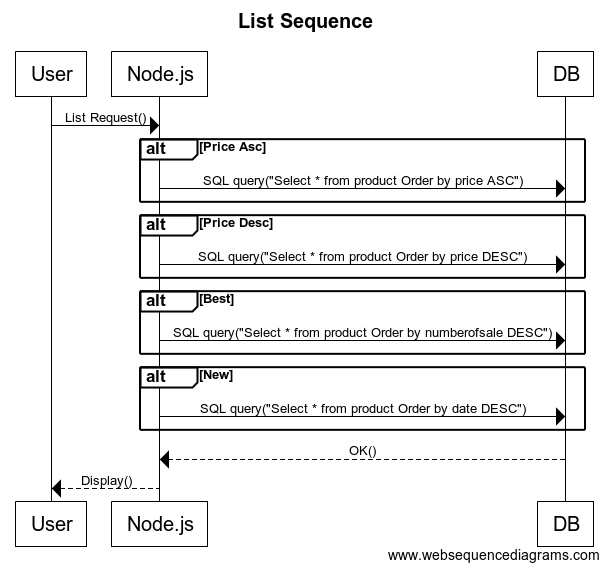 List Sequence
User Node.js DB
List Request()
alt [Price Asc]
SQL query("Select * from product Order by price ASC")
alt [Price Desc]
SQL query("Select * from product Order by price DESC")
alt [Best]
SQL query("Select * from product Order by numberofsale DESC")
alt [New]
SQL query("Select * from product Order by date DESC")
OK()
Display()
User Node.js DB
www.websequencediagrams.com